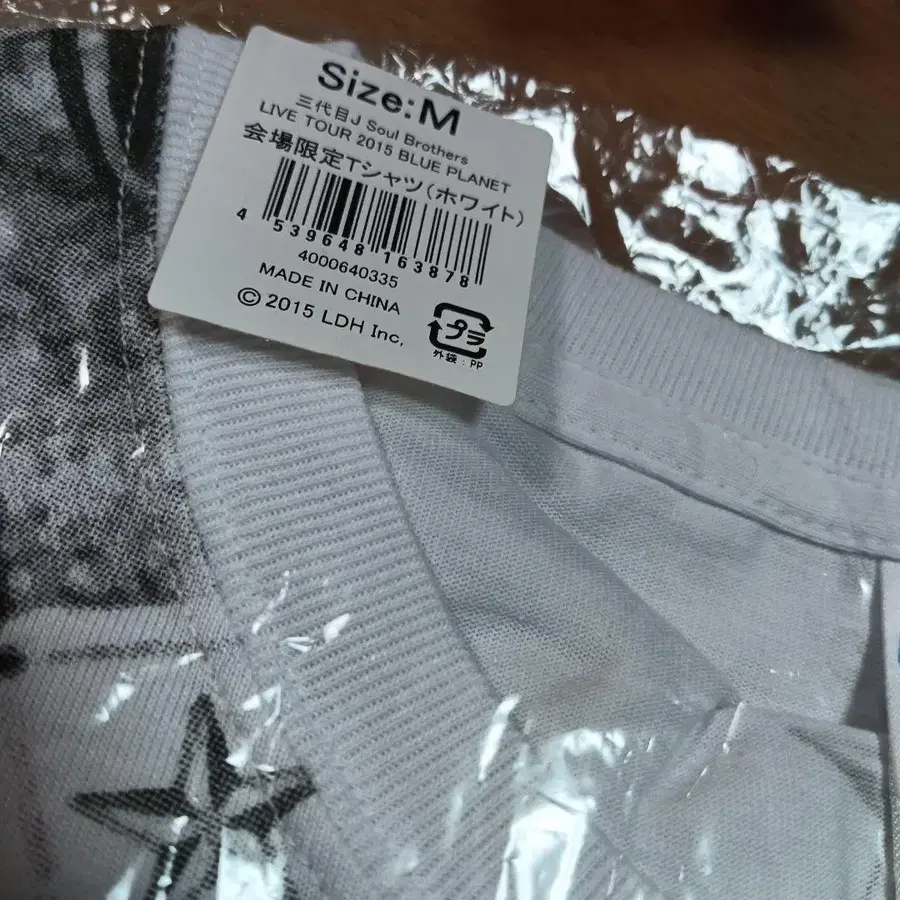 Size:M
三代目J Soul Brothers
LIVE TOUR 2015 BLUE PLANET
会場限定Tシャツ(ホワイト)
4 539648 163878
4000640335
MADE IN CHINA
© 2015 LDH Inc.
プラ
外袋:PP